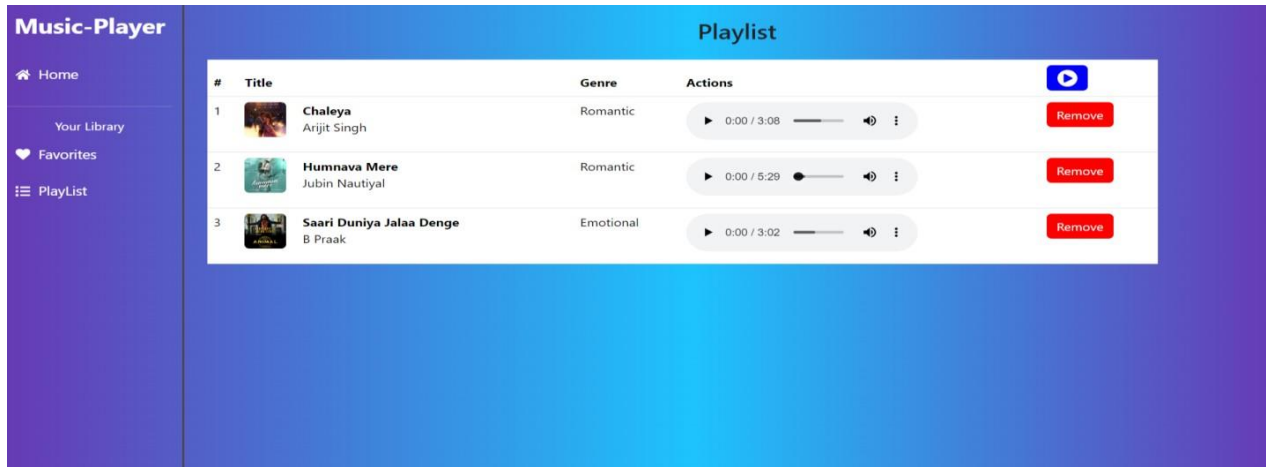 Music-Player
Home
Your Library
Favorites
PlayList
Playlist
# Title Genre Actions
1 Chaleya Romantic 0:00 / 3:08 Remove
Arijit Singh
2 Humnava Mere Romantic 0:00 / 5:29 Remove
Jubin Nautiyal
3 Saari Duniya Jalaa Denge Emotional 0:00 / 3:02 Remove
B Praak
ANIMAL